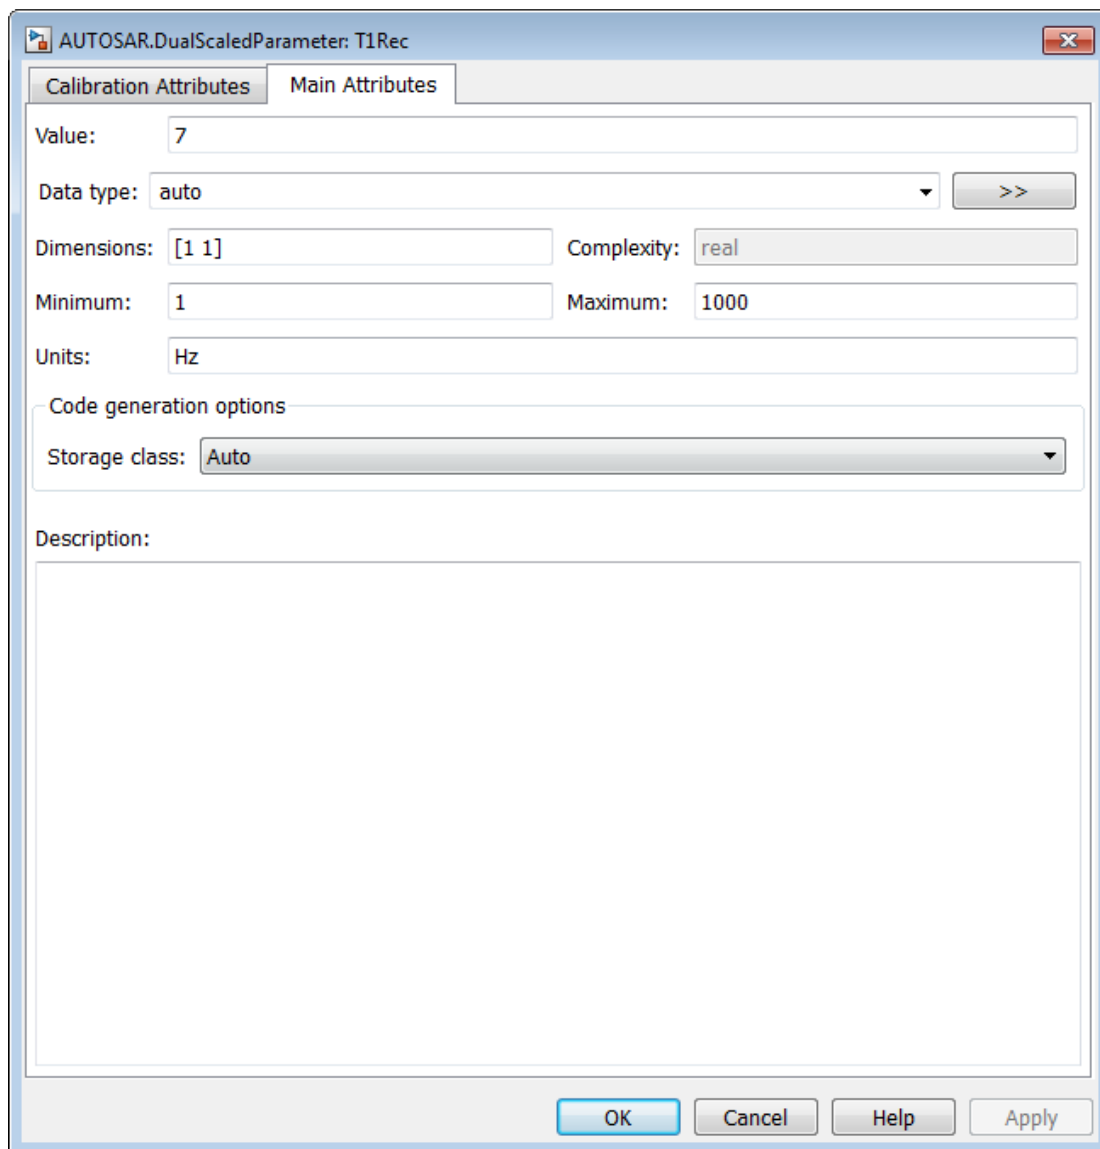 AUTOSAR.DualScaledParameter: T1Rec
Calibration Attributes Main Attributes
Value: 7
Data type: auto >>
Dimensions: [1 1] Complexity: real
Minimum: 1 Maximum: 1000
Units: Hz
Code generation options
Storage class: Auto
Description:
OK Cancel Help Apply